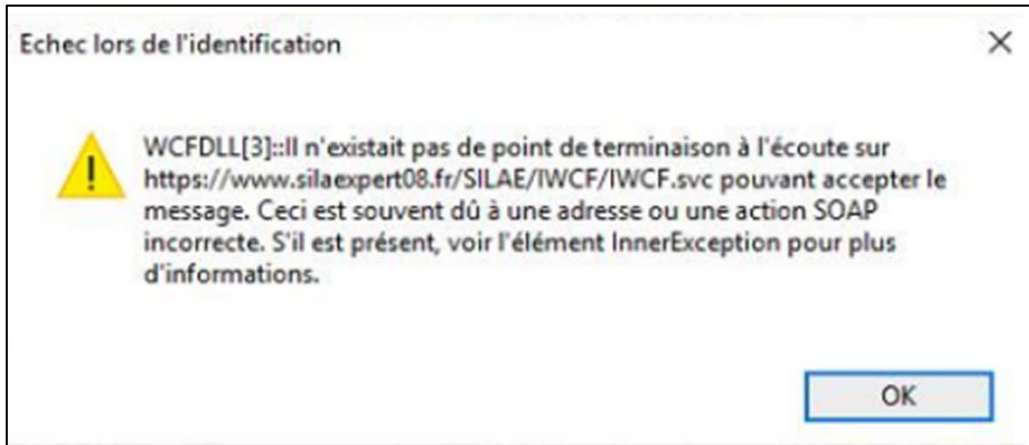 Echec lors de l'identification
WCFDLL[3]::Il n'existait pas de point de terminaison à l'écoute sur
https://www.silaexpert08.fr/SILAE/IWCF/IWCF.svc pouvant accepter le
message. Ceci est souvent dû à une adresse ou une action SOAP
incorrecte. S'il est présent, voir l'élément InnerException pour plus
d'informations.
OK